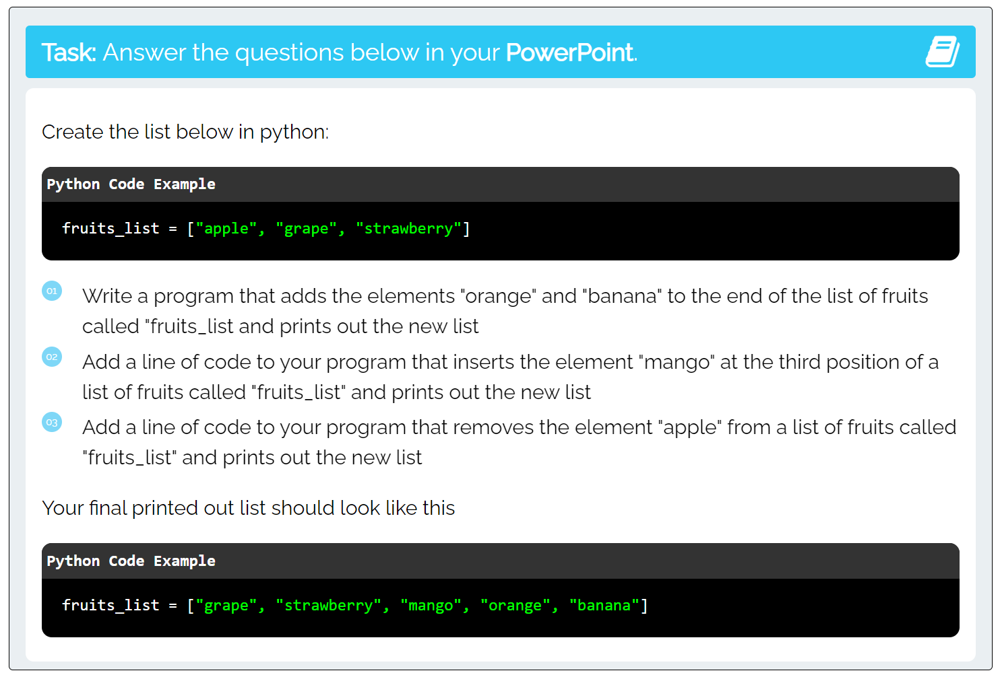 Task: Answer the questions below in your PowerPoint.
Create the list below in python:
Python Code Example
fruits_list = ["apple", "grape", "strawberry"]
01 Write a program that adds the elements "orange" and "banana" to the end of the list of fruits
called "fruits_list and prints out the new list
02 Add a line of code to your program that inserts the element "mango" at the third position of a
list of fruits called "fruits_list" and prints out the new list
03 Add a line of code to your program that removes the element "apple" from a list of fruits called
"fruits_list" and prints out the new list
Your final printed out list should look like this
Python Code Example
fruits_list = ["grape", "strawberry", "mango", "orange", "banana"]